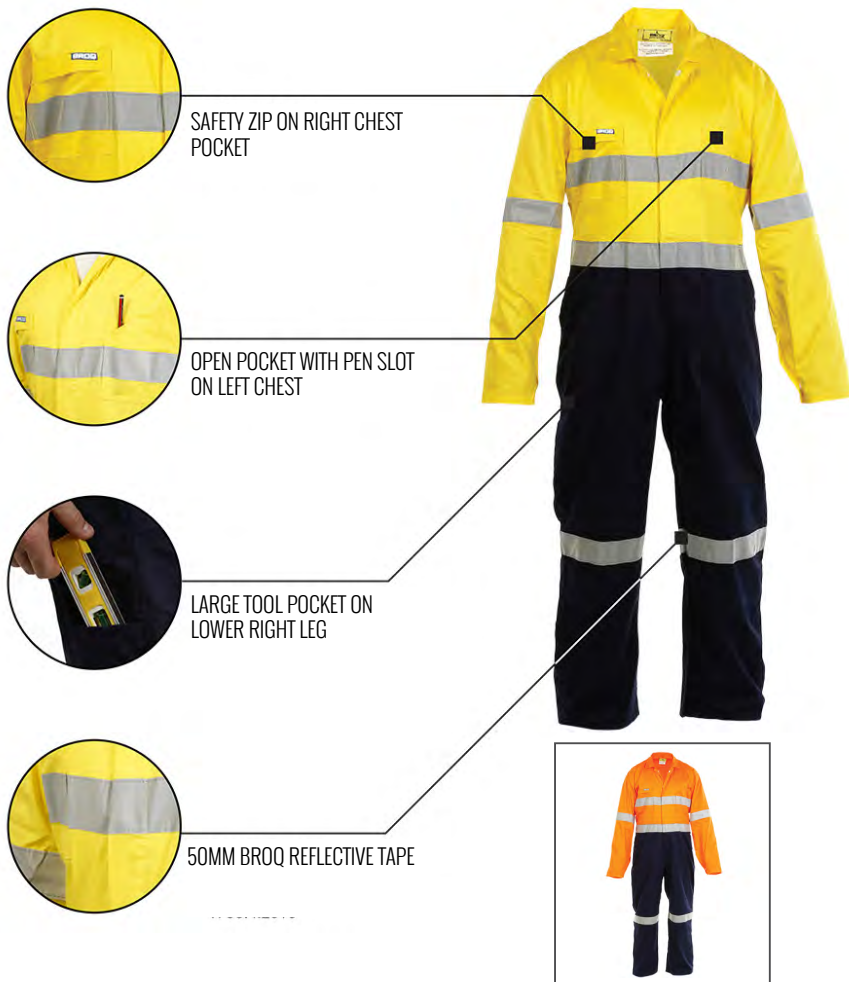 SAFETY ZIP ON RIGHT CHEST
POCKET
OPEN POCKET WITH PEN SLOT
ON LEFT CHEST
LARGE TOOL POCKET ON
LOWER RIGHT LEG
50MM BROQ REFLECTIVE TAPE